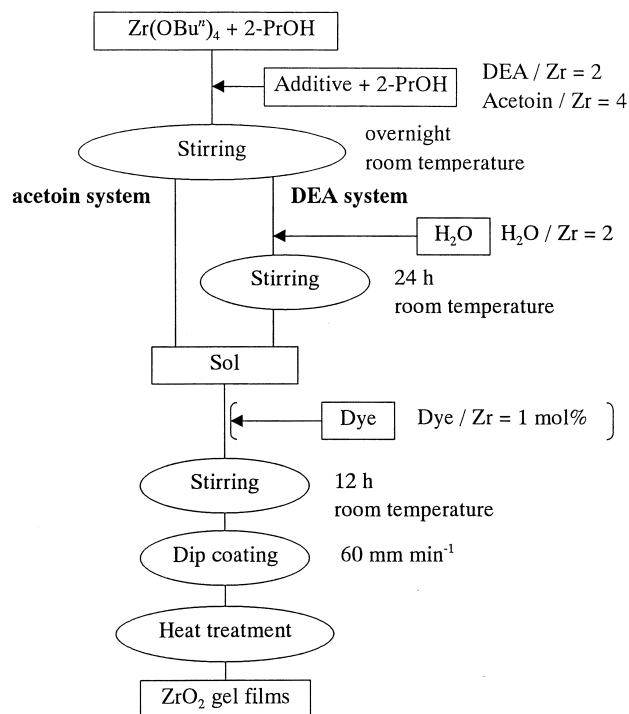 Zr(OBuⁿ)₄ + 2-PrOH
Additive + 2-PrOH
DEA / Zr = 2
Acetoin / Zr = 4
Stirring
overnight
room temperature
acetoin system
DEA system
H₂O
H₂O / Zr = 2
Stirring
24 h
room temperature
Sol
Dye
Dye / Zr = 1 mol%
Stirring
12 h
room temperature
Dip coating
60 mm min⁻¹
Heat treatment
ZrO₂ gel films